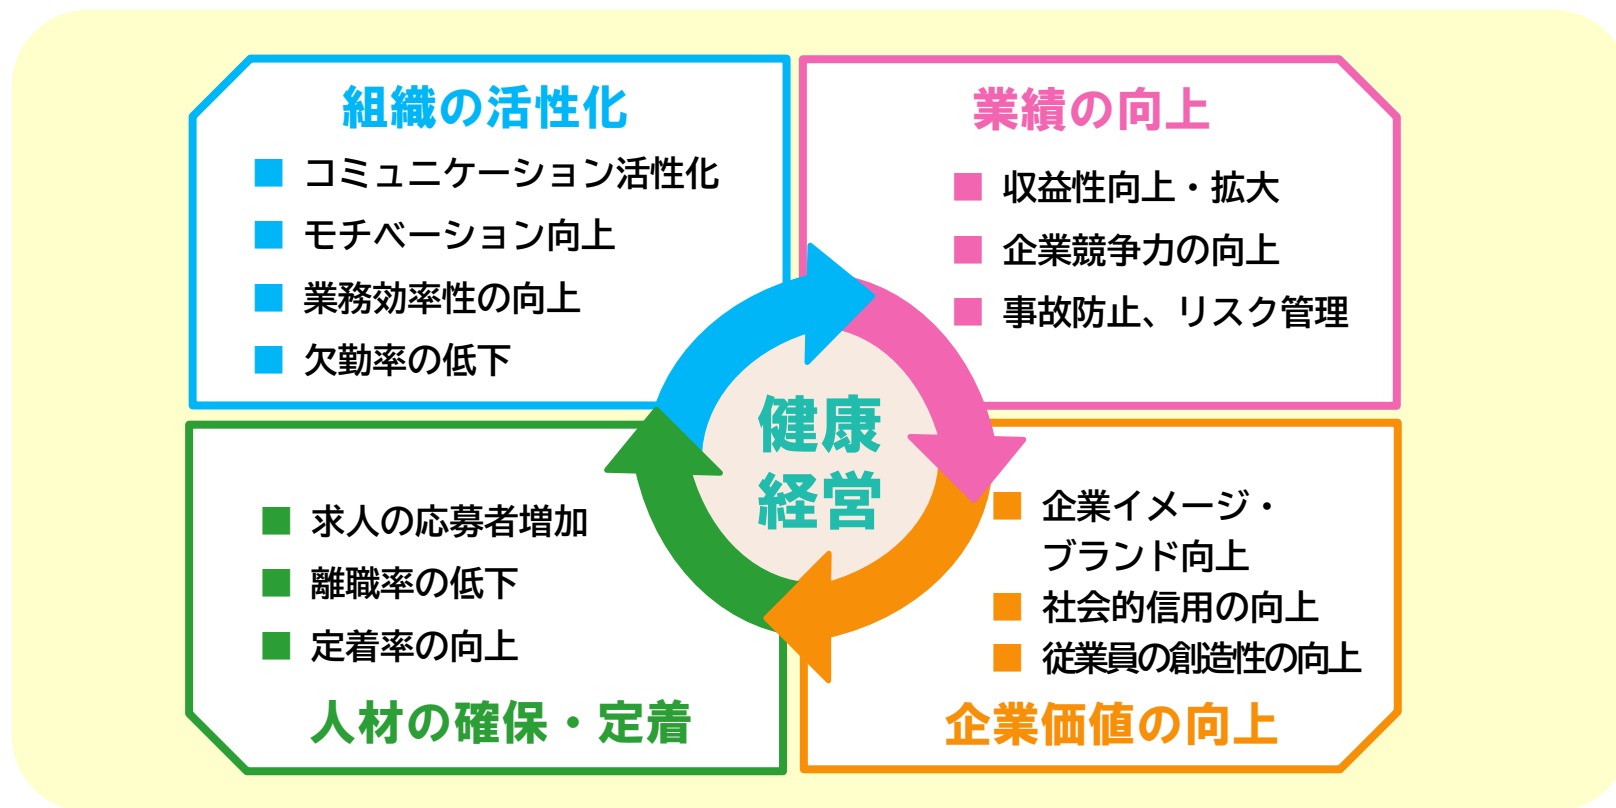 組織の活性化
■ コミュニケーション活性化
■ モチベーション向上
■ 業務効率性の向上
■ 欠勤率の低下
業績の向上
■ 収益性向上・拡大
■ 企業競争力の向上
■ 事故防止、リスク管理
健康
経営
■ 求人の応募者増加
■ 離職率の低下
■ 定着率の向上
人材の確保・定着
■ 企業イメージ・
ブランド向上
■ 社会的信用の向上
■ 従業員の創造性の向上
企業価値の向上